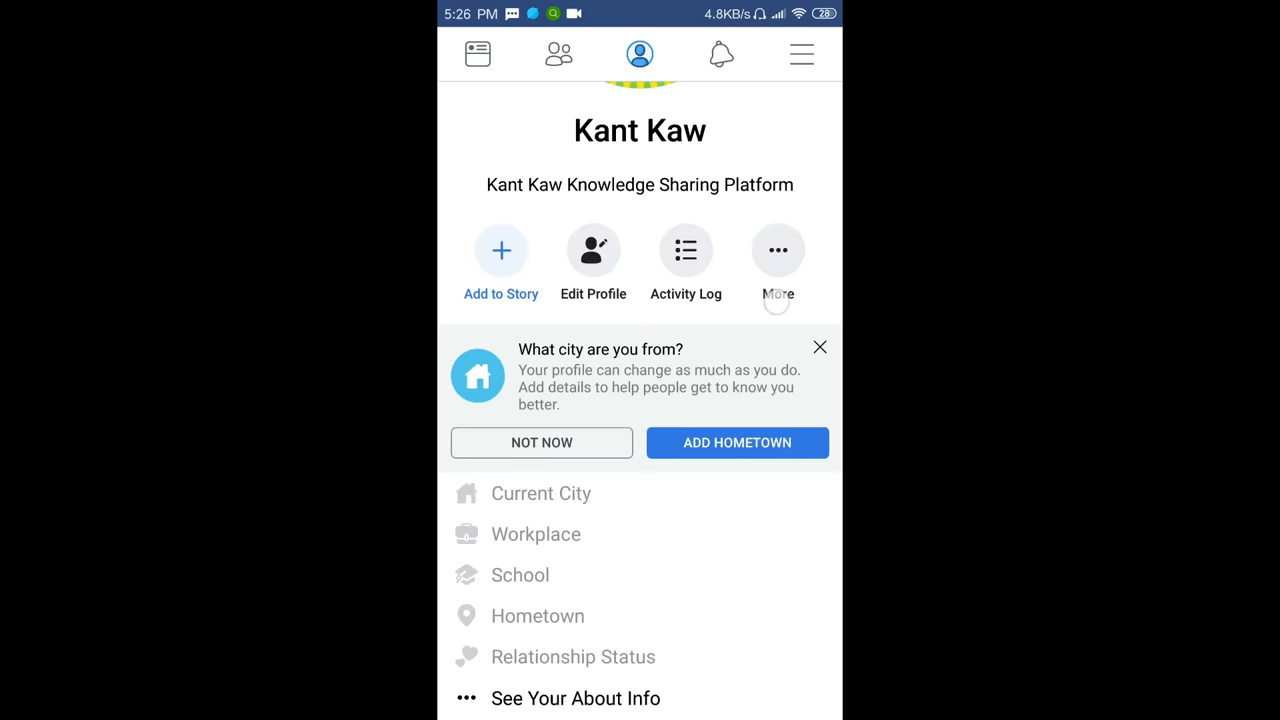 5:26 PM 4.8KB/s 28
Kant Kaw
Kant Kaw Knowledge Sharing Platform
Add to Story Edit Profile Activity Log More
What city are you from?
Your profile can change as much as you do.
Add details to help people get to know you
better.
NOT NOW ADD HOMETOWN
Current City
Workplace
School
Hometown
Relationship Status
See Your About Info